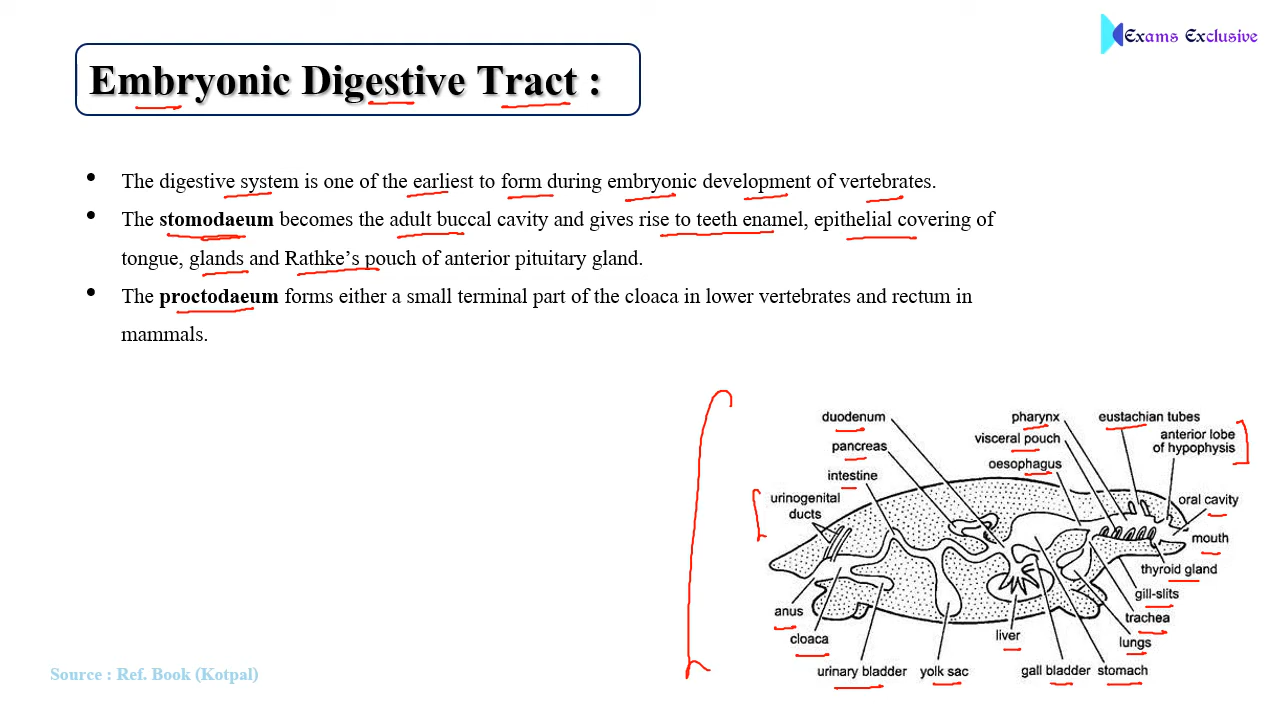 Exams Exclusive
Embryonic Digestive Tract :
• The digestive system is one of the earliest to form during embryonic development of vertebrates.
• The stomodaeum becomes the adult buccal cavity and gives rise to teeth enamel, epithelial covering of
tongue, glands and Rathke’s pouch of anterior pituitary gland.
• The proctodaeum forms either a small terminal part of the cloaca in lower vertebrates and rectum in
mammals.
duodenum
pharynx
eustachian tubes
pancreas
visceral pouch
anterior lobe
of hypophysis
intestine
oesophagus
urinogenital
ducts
oral cavity
mouth
thyroid gland
gill-slits
anus
trachea
cloaca
liver
lungs
urinary bladder
yolk sac
gall bladder
stomach
Source : Ref. Book (Kotpal)